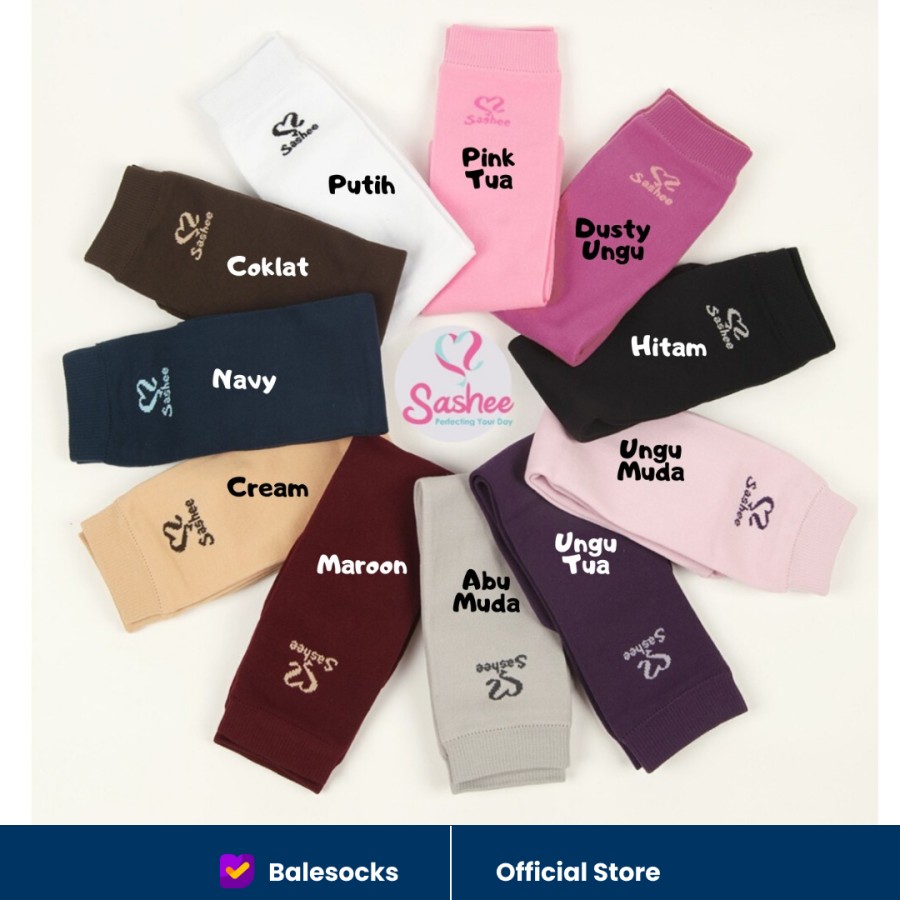 Sashee
Putih
Sashee
Pink
Tua
Sashee
Dusty
Ungu
Sashee
Coklat
Sashee
Hitam
Sashee
Navy
Sashee
Perfecting Your Day
Sashee
Ungu
Muda
Sashee
Cream
Sashee
Maroon
Sashee
Abu
Muda
Sashee
Ungu
Tua
Sashee
Balesocks
Official Store